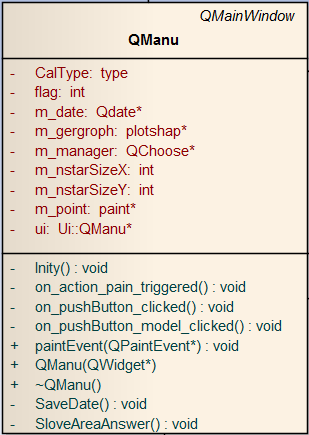 QMainWindow
QManu
- CalType: type
- flag: int
- m_date: Qdate*
- m_gergroph: plotshap*
- m_manager: QChoose*
- m_nstarSizeX: int
- m_nstarSizeY: int
- m_point: paint*
- ui: Ui::QManu*
- Inity() : void
- on_action_pain_triggered() : void
- on_pushButton_clicked() : void
- on_pushButton_model_clicked() : void
+ paintEvent(QPaintEvent*) : void
+ QManu(QWidget*)
+ ~QManu()
- SaveDate() : void
- SloveAreaAnswer() : void